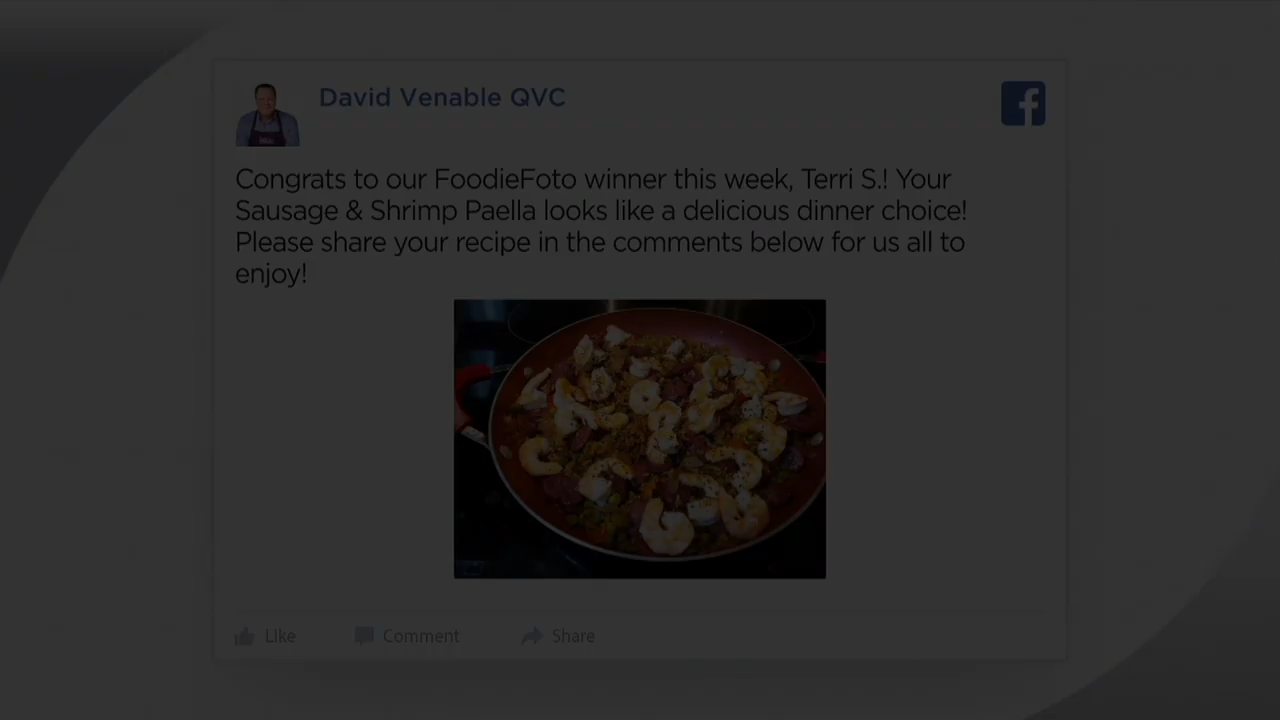 David Venable QVC
Congrats to our FoodieFoto winner this week, Terri S.! Your
Sausage & Shrimp Paella looks like a delicious dinner choice!
Please share your recipe in the comments below for us all to
enjoy!
Like Comment Share